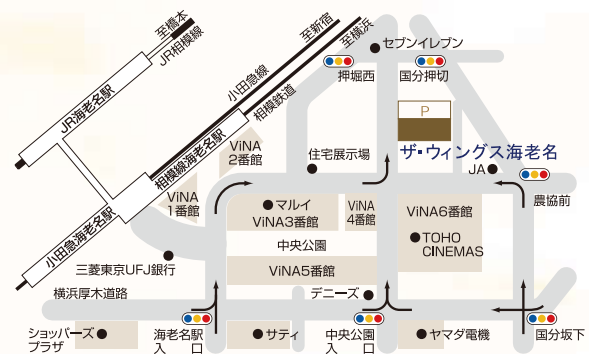 至橋本
JR相模線
至新宿
至横浜
小田急線
相模鉄道
セブンイレブン
押堀西
国分押切
JR海老名駅
相模線海老名駅
小田急海老名駅
P
ザ・ウィングス海老名
ViNA
2番館
住宅展示場
JA
農協前
ViNA
1番館
マルイ
ViNA3番館
ViNA
4番館
ViNA6番館
TOHO
CINEMAS
中央公園
三菱東京UFJ銀行
ViNA5番館
横浜厚木道路
デニーズ
ショッパーズ
プラザ
海老名駅
入口
サティ
中央公園
入口
ヤマダ電機
国分坂下